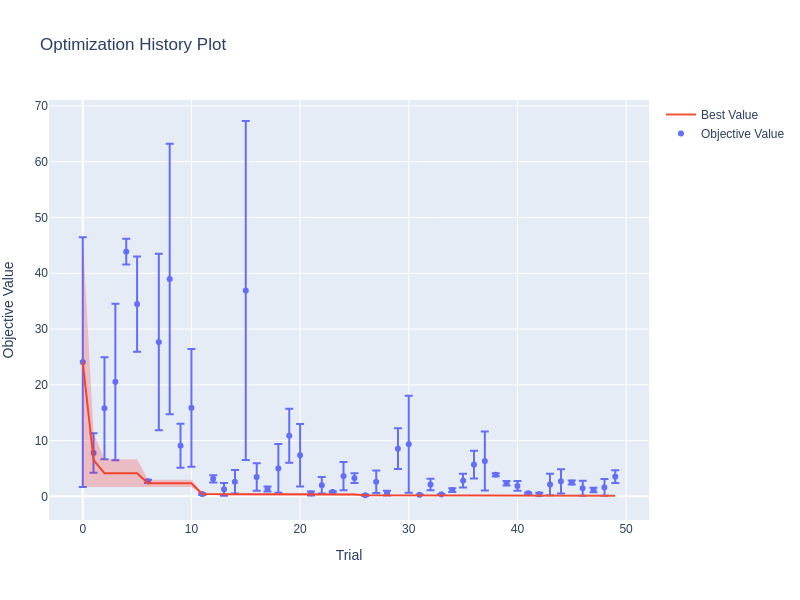 Optimization History Plot
Best Value
Objective Value
70
60
50
40
30
20
10
0
Objective Value
0 10 20 30 40 50
Trial